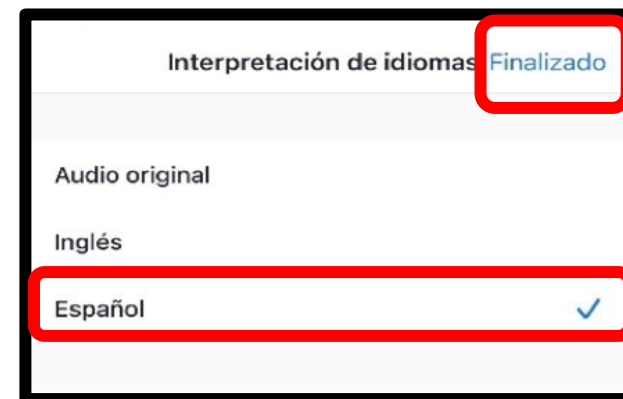 Interpretación de idiomas Finalizado
Audio original
Inglés
Español